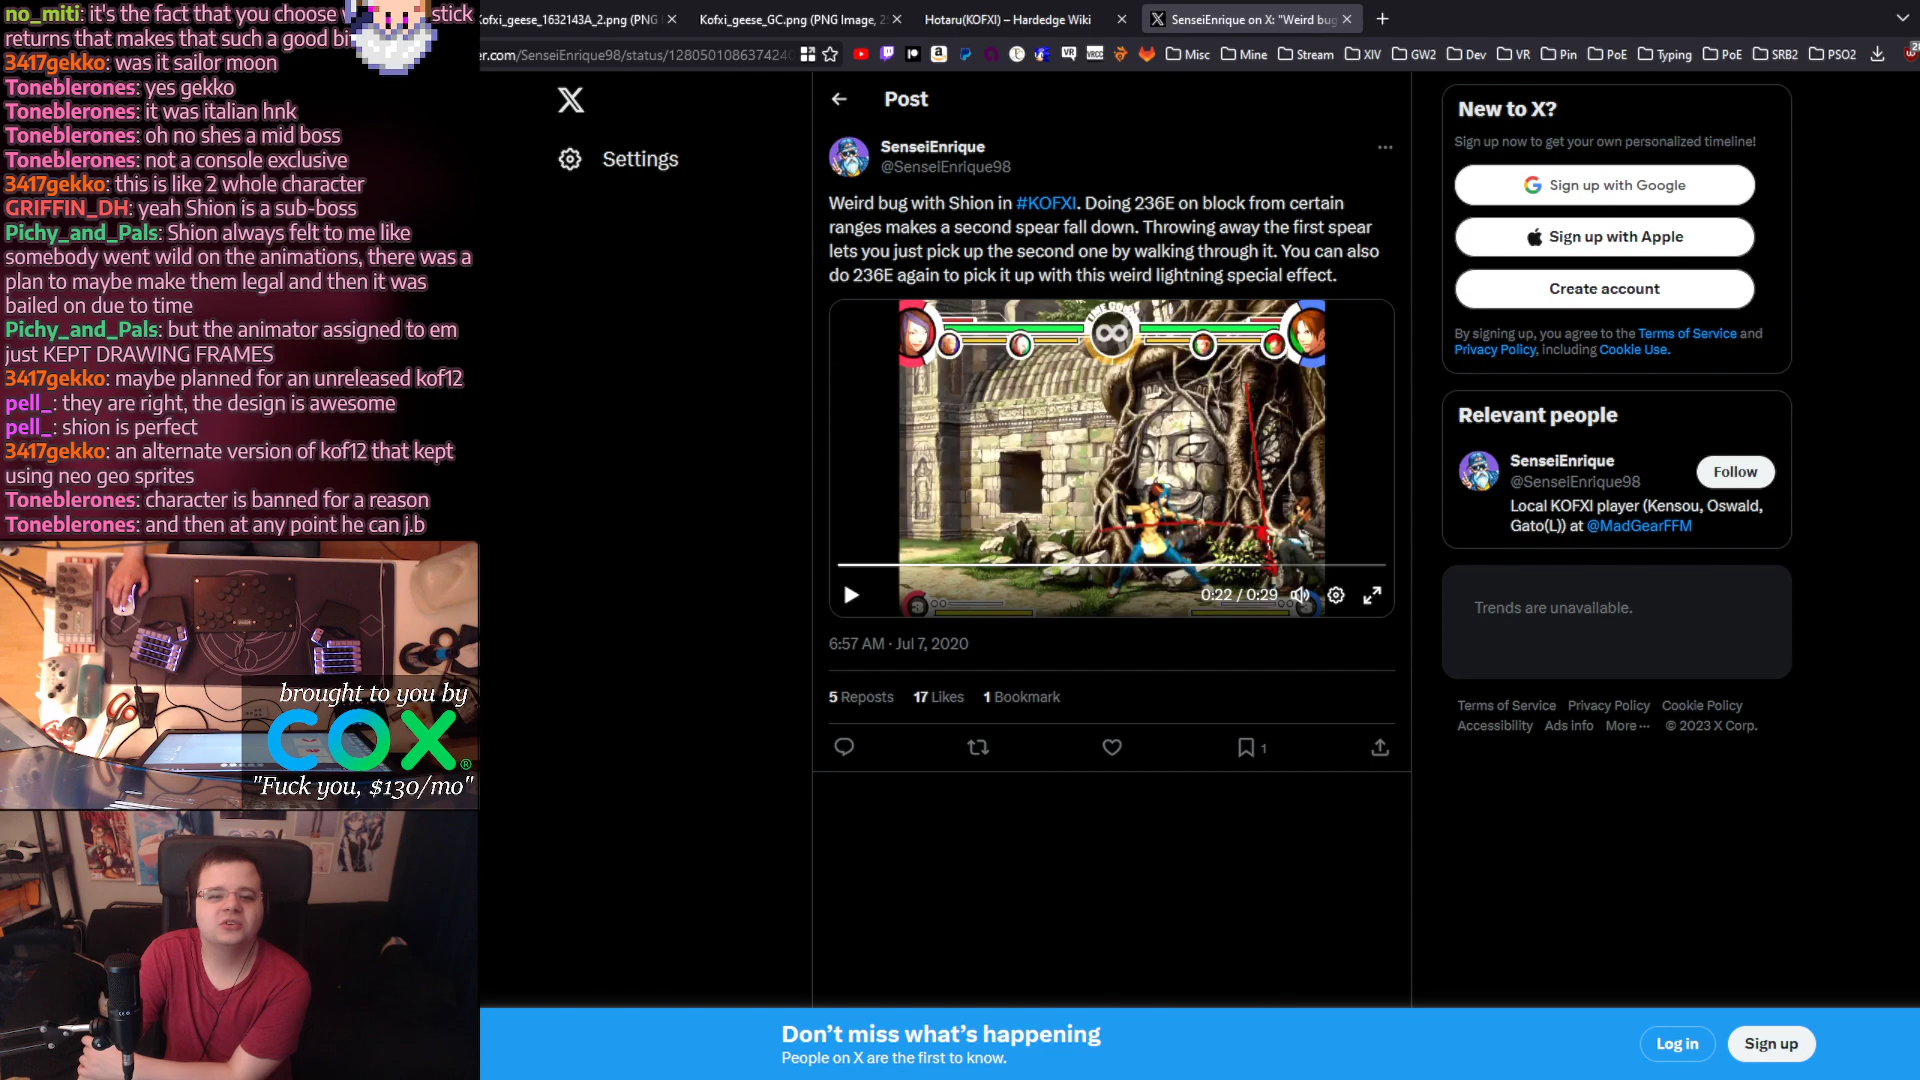 no_miti: it's the fact that you choose
stick
returns that makes that such a good bi
3417gekko: was it sailor moon
Toneblerones: yes gekko
Toneblerones: it was italian hnk
Toneblerones: oh no shes a mid boss
Toneblerones: not a console exclusive
3417gekko: this is like 2 whole character
GRIFFIN_DH: yeah Shion is a sub-boss
Pichy_and_Pals: Shion always felt to me like
somebody went wild on the animations, there was a
plan to maybe make them legal and then it was
bailed on due to time
Pichy_and_Pals: but the animator assigned to em
just KEPT DRAWING FRAMES
3417gekko: maybe planned for an unreleased kof12
pell_: they are right, the design is awesome
pell_: shion is perfect
3417gekko: an alternate version of kof12 that kept
using neo geo sprites
Toneblerones: character is banned for a reason
Toneblerones: and then at any point he can j.b
brought to you by
COX
"Fuck you, $130/mo"
Kofxi_geese_1632143A_2.png (PNG
Kofxi_geese_GC.png (PNG Image, 2
Hotaru(KOFXI) – Hardedge Wiki
SenseiEnrique on X: "Weird bug
er.com/SenseiEnrique98/status/128050108637424
Misc
Mine
Stream
XIV
GW2
Dev
VR
Pin
PoE
Typing
PoE
SRB2
PSO2
Settings
Post
SenseiEnrique
@SenseiEnrique98
Weird bug with Shion in #KOFXI. Doing 236E on block from certain
ranges makes a second spear fall down. Throwing away the first spear
lets you just pick up the second one by walking through it. You can also
do 236E again to pick it up with this weird lightning special effect.
0:22 / 0:29
6:57 AM · Jul 7, 2020
5 Reposts 17 Likes 1 Bookmark
1
New to X?
Sign up now to get your own personalized timeline!
Sign up with Google
Sign up with Apple
Create account
By signing up, you agree to the Terms of Service and
Privacy Policy, including Cookie Use.
Relevant people
SenseiEnrique
@SenseiEnrique98
Follow
Local KOFXI player (Kensou, Oswald,
Gato(L)) at @MadGearFFM
Trends are unavailable.
Terms of Service Privacy Policy Cookie Policy
Accessibility Ads info More ··· © 2023 X Corp.
Don’t miss what’s happening
People on X are the first to know.
Log in
Sign up